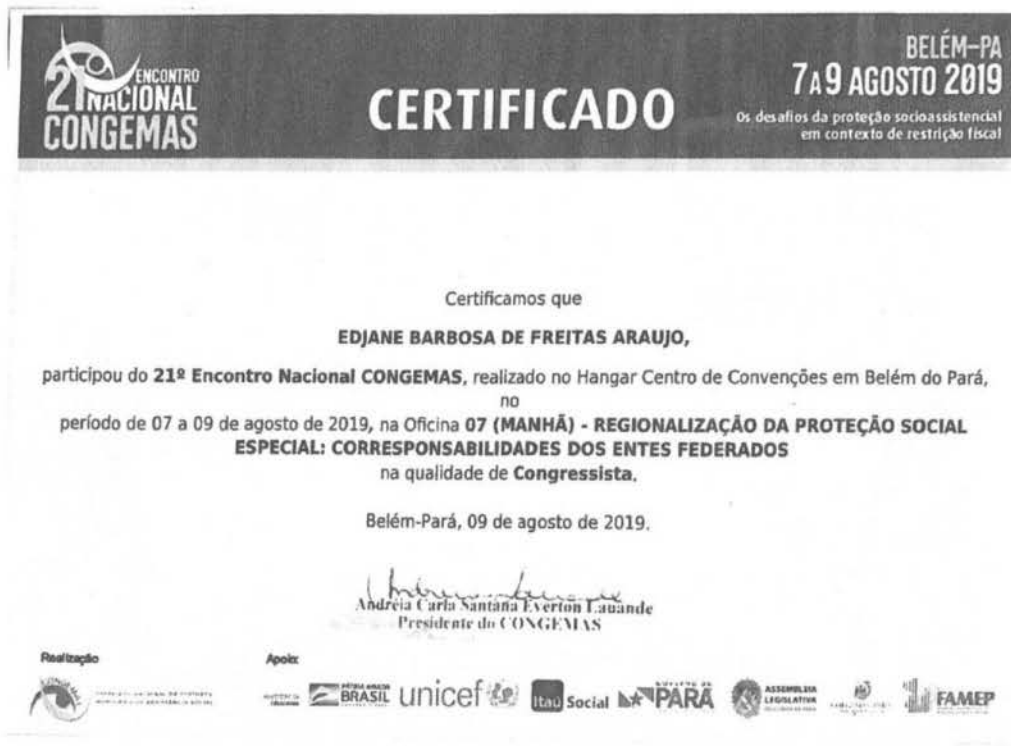 21º ENCONTRO
NACIONAL
CONGEMAS
CERTIFICADO
BELÉM-PA
7 A 9 AGOSTO 2019
Os desafios da proteção socioassistencial
em contexto de restrição fiscal
Certificamos que
EDJANE BARBOSA DE FREITAS ARAUJO,
participou do 21º Encontro Nacional CONGEMAS, realizado no Hangar Centro de Convenções em Belém do Pará,
no
período de 07 a 09 de agosto de 2019, na Oficina 07 (MANHÃ) - REGIONALIZAÇÃO DA PROTEÇÃO SOCIAL
ESPECIAL: CORRESPONSABILIDADES DOS ENTES FEDERADOS
na qualidade de Congressista.
Belém-Pará, 09 de agosto de 2019.
Andréia Carla Santana Everton Lauande
Presidente do CONGEMAS
Realização
Apoio:
CONGEMAS
PÁTRIA AMADA
BRASIL
unicef
Itaú Social
GOVERNO DO
PARÁ
ASSEMBLEIA
LEGISLATIVA
FAMEP